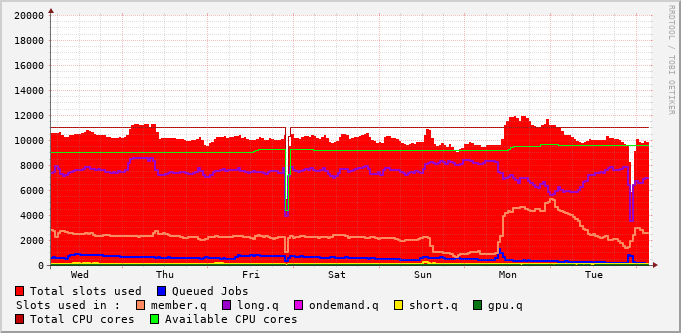 RRDTOOL / TOBI OETIKER
20000
18000
16000
14000
12000
10000
8000
6000
4000
2000
0
Wed Thu Fri Sat Sun Mon Tue
Total slots used Queued Jobs
Slots used in : member.q long.q ondemand.q short.q gpu.q
Total CPU cores Available CPU cores